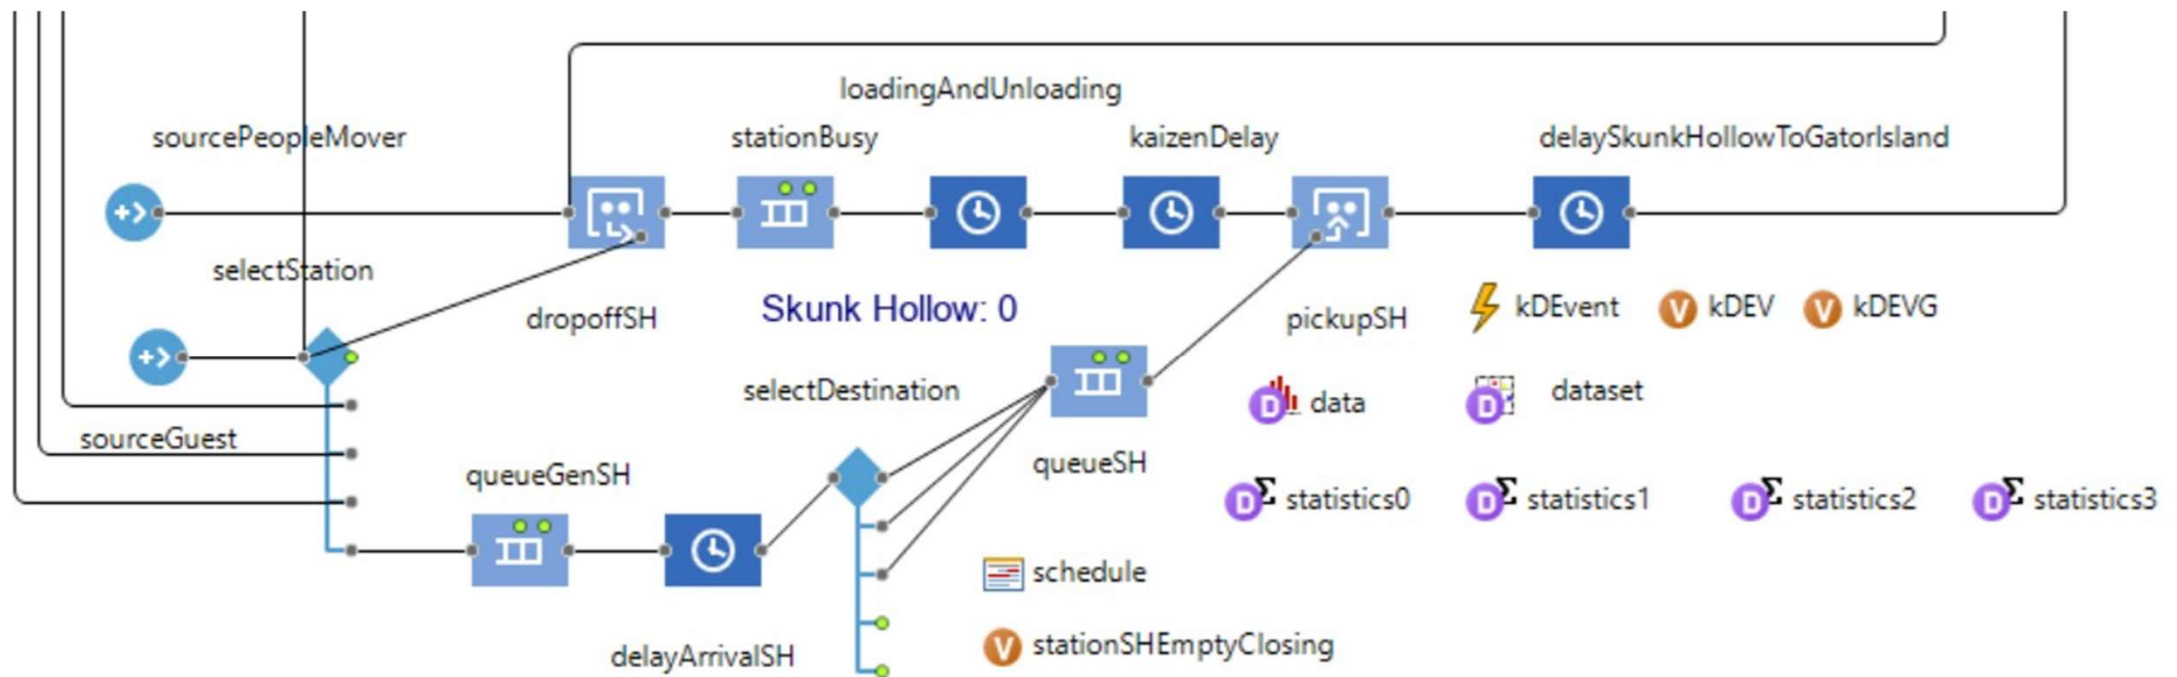 loadingAndUnloading
sourcePeopleMover
stationBusy
kaizenDelay
delaySkunkHollowToGatorIsland
selectStation
dropoffSH
Skunk Hollow: 0
pickupSH
kDEvent
kDEV
kDEVG
selectDestination
data
dataset
sourceGuest
queueGenSH
queueSH
statistics0
statistics1
statistics2
statistics3
schedule
delayArrivalSH
stationSHEmptyClosing